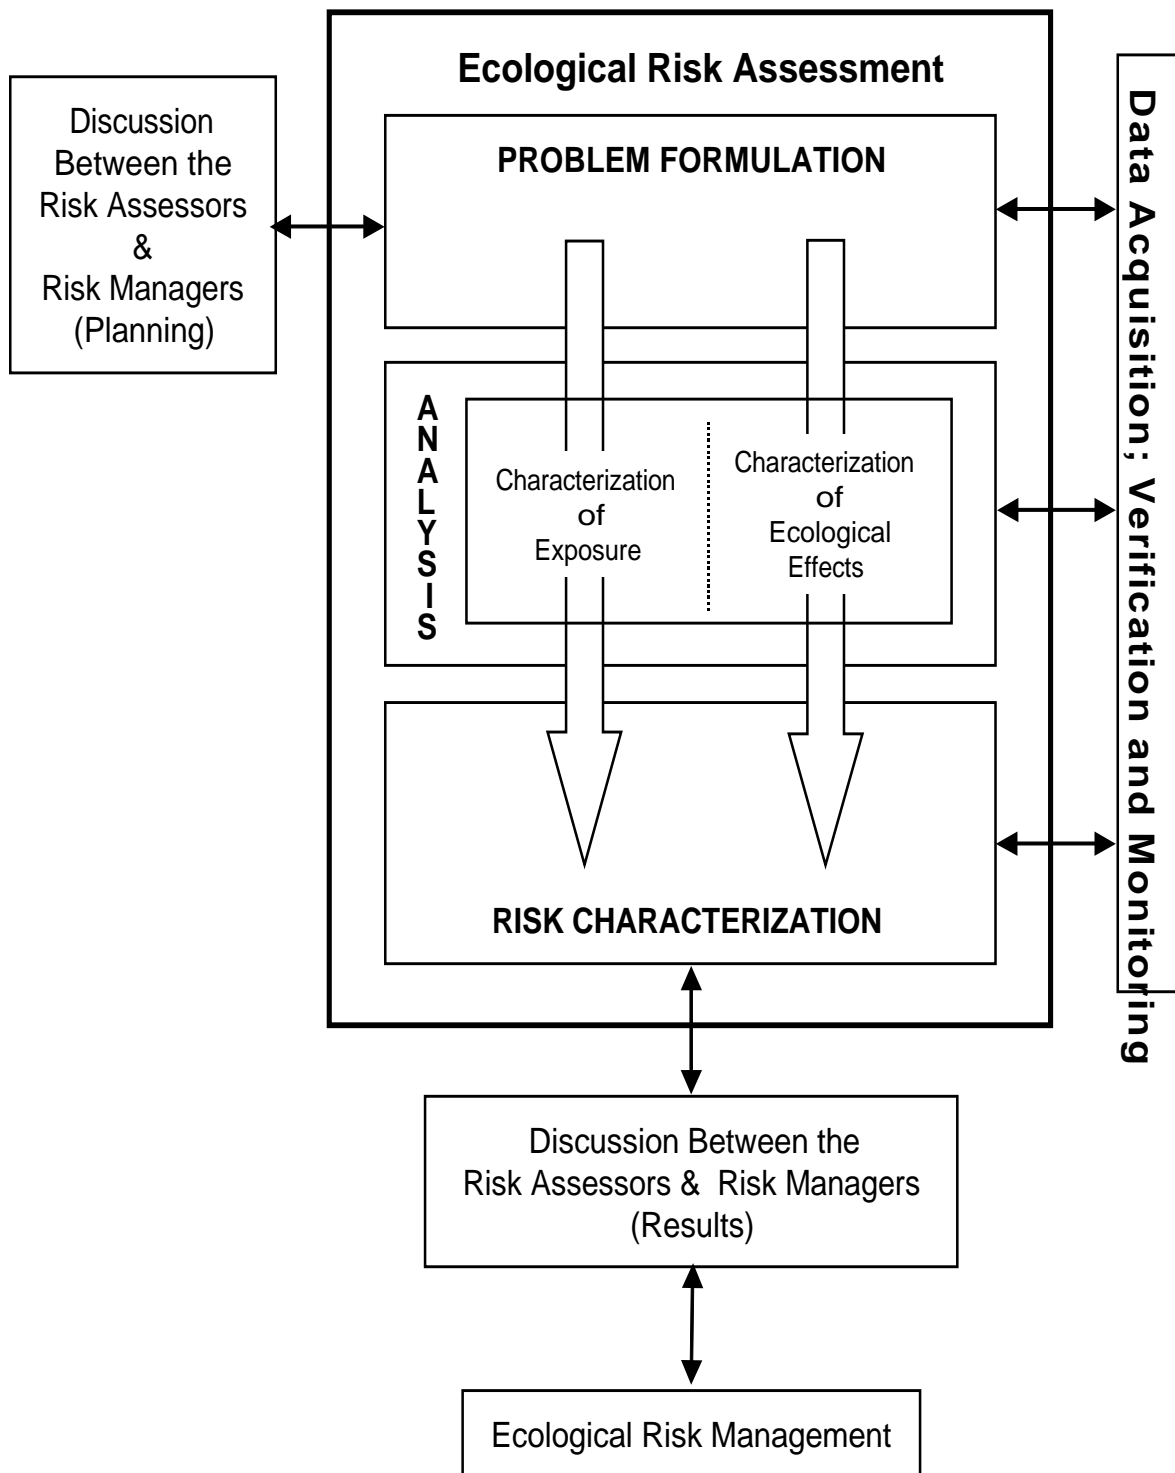 Ecological Risk Assessment
Discussion
Between the
Risk Assessors
&
Risk Managers
(Planning)
PROBLEM FORMULATION
ANALYSIS
Characterization
of
Exposure
Characterization
of
Ecological
Effects
RISK CHARACTERIZATION
Data Acquisition; Verification and Monitoring
Discussion Between the
Risk Assessors & Risk Managers
(Results)
Ecological Risk Management